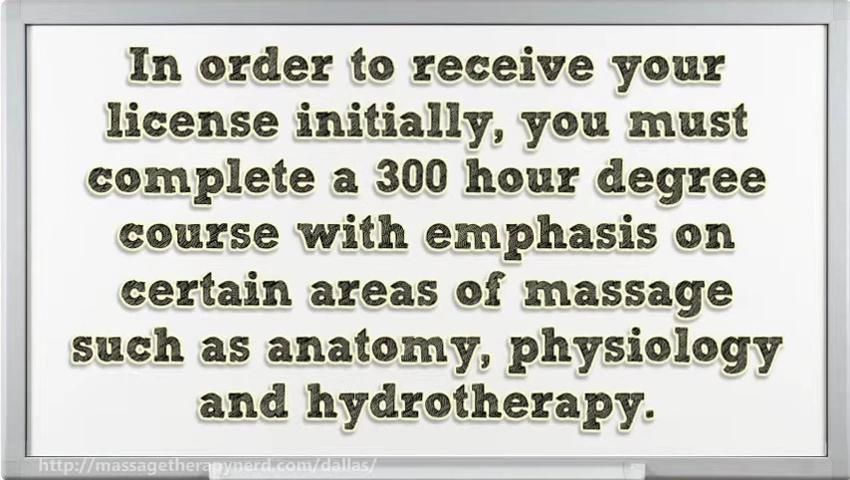 In order to receive your
license initially, you must
complete a 300 hour degree
course with emphasis on
certain areas of massage
such as anatomy, physiology
and hydrotherapy.
http://massagetherapynerd.com/dallas/